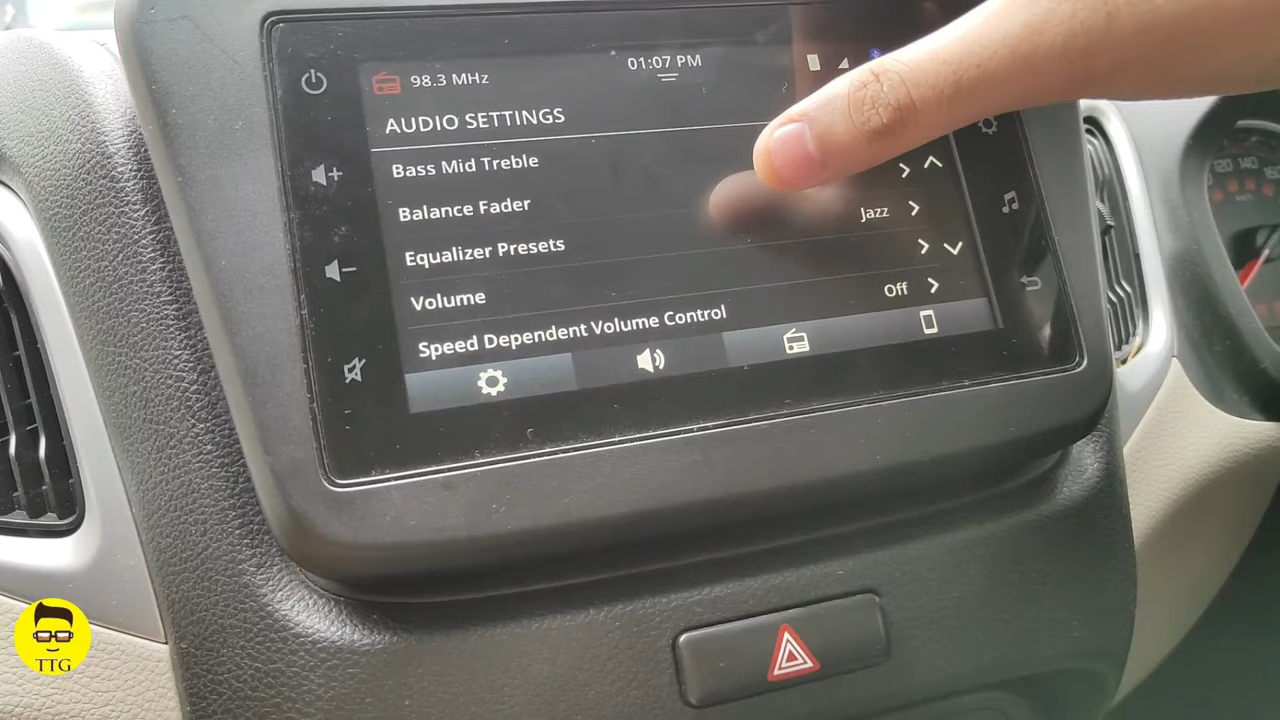 98.3 MHz
01:07 PM
AUDIO SETTINGS
Bass Mid Treble
Balance Fader
Equalizer Presets
Jazz
Volume
Speed Dependent Volume Control
Off
120 140 160
TTG